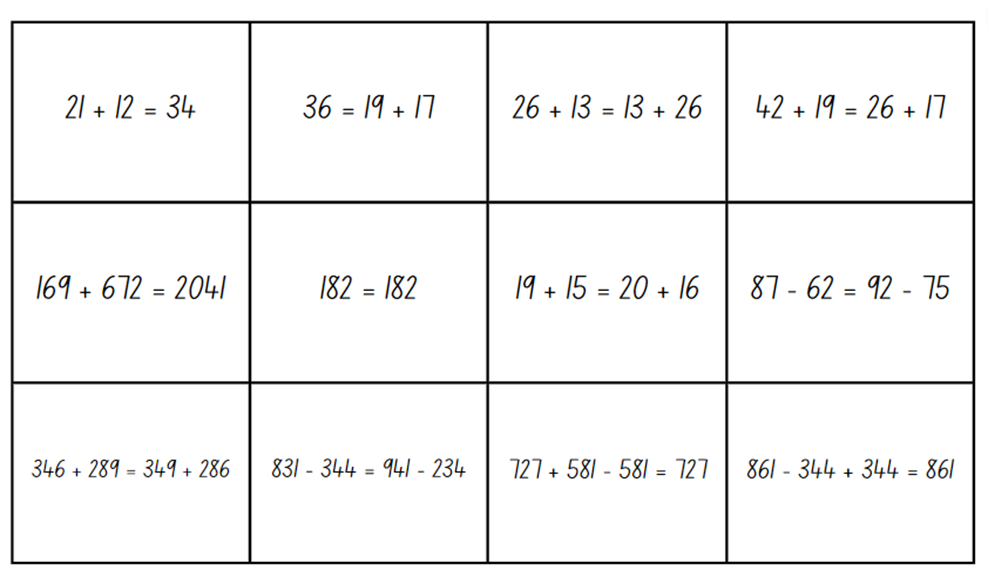 21 + 12 = 34
36 = 19 + 17
26 + 13 = 13 + 26
42 + 19 = 26 + 17
169 + 672 = 2041
182 = 182
19 + 15 = 20 + 16
87 - 62 = 92 - 75
346 + 289 = 349 + 286
831 - 344 = 941 - 234
727 + 581 - 581 = 727
861 - 344 + 344 = 861